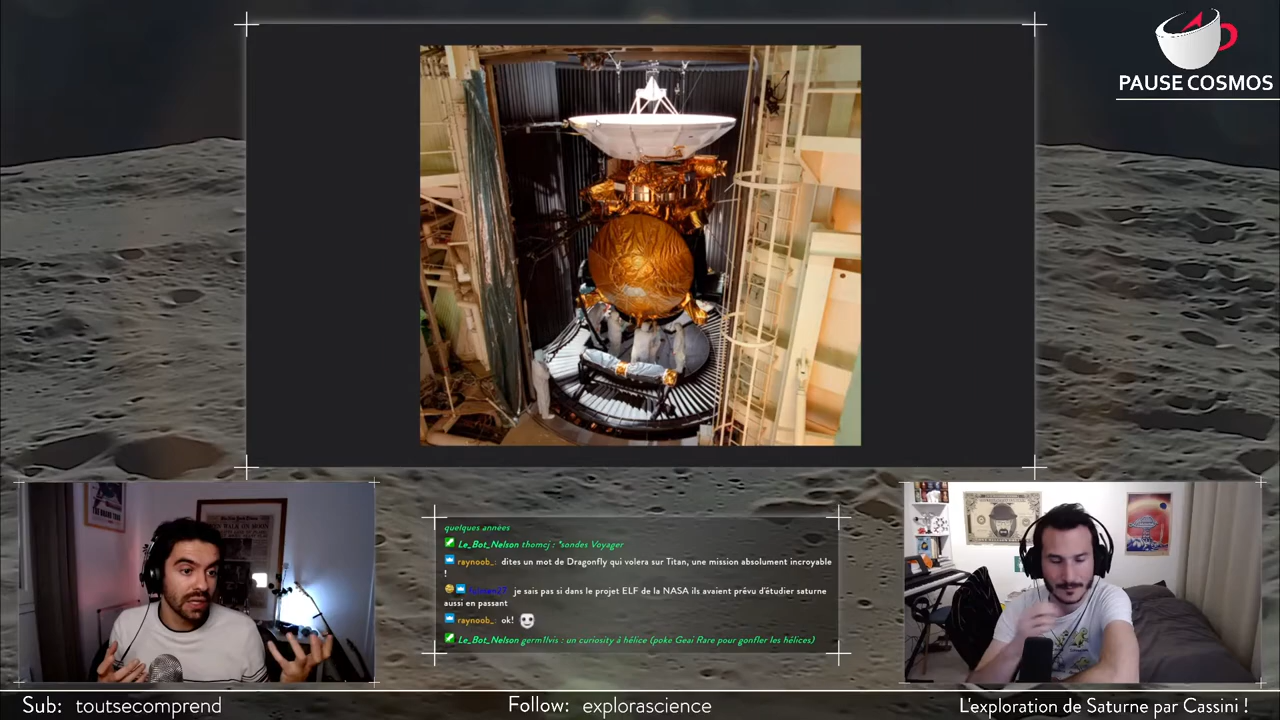 PAUSE COSMOS
quelques années
Le_Bot_Nelson thomcj : *sondes Voyager
raynoob_: dites un mot de Dragonfly qui volera sur Titan, une mission absolument incroyable
!
je sais pas si dans le projet ELF de la NASA ils avaient prévu d'étudier saturne
aussi en passant
raynoob_: ok!
Le_Bot_Nelson germ1lvis : un curiosity à hélice (poke Geai Rare pour gonfler les hélices)
Sub: toutsecomprend
Follow: explorascience
L'exploration de Saturne par Cassini !